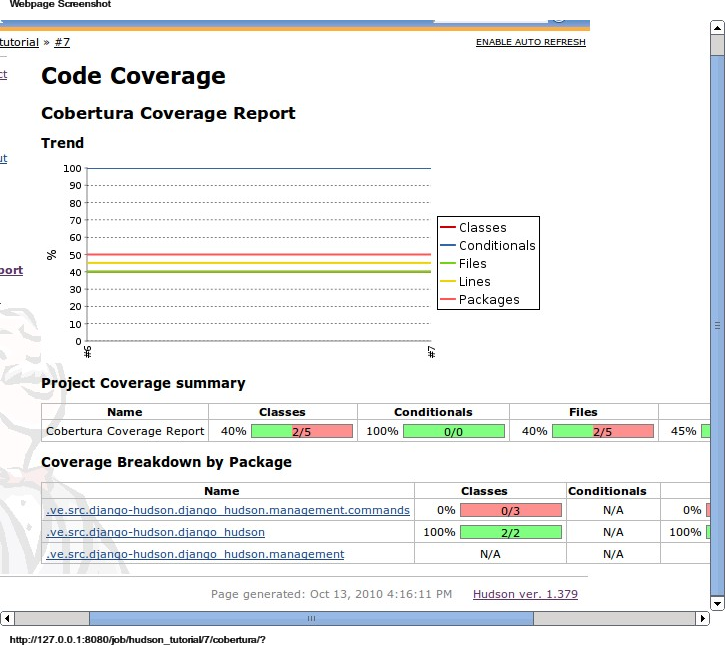 Webpage Screenshot
tutorial » #7 ENABLE AUTO REFRESH
ct
Code Coverage
Cobertura Coverage Report
ut
Trend
100
90
80
70
60
50
40
30
20
10
0
%
#6 #7
Classes
Conditionals
Files
Lines
Packages
port
Project Coverage summary
Name Classes Conditionals Files
Cobertura Coverage Report 40% 2/5 100% 0/0 40% 2/5 45%
Coverage Breakdown by Package
Name Classes Conditionals
.ve.src.django-hudson.django_hudson.management.commands 0% 0/3 N/A 0%
.ve.src.django-hudson.django_hudson 100% 2/2 N/A 100%
.ve.src.django-hudson.django_hudson.management N/A N/A
Page generated: Oct 13, 2010 4:16:11 PM Hudson ver. 1.379
http://127.0.0.1:8080/job/hudson_tutorial/7/cobertura/?